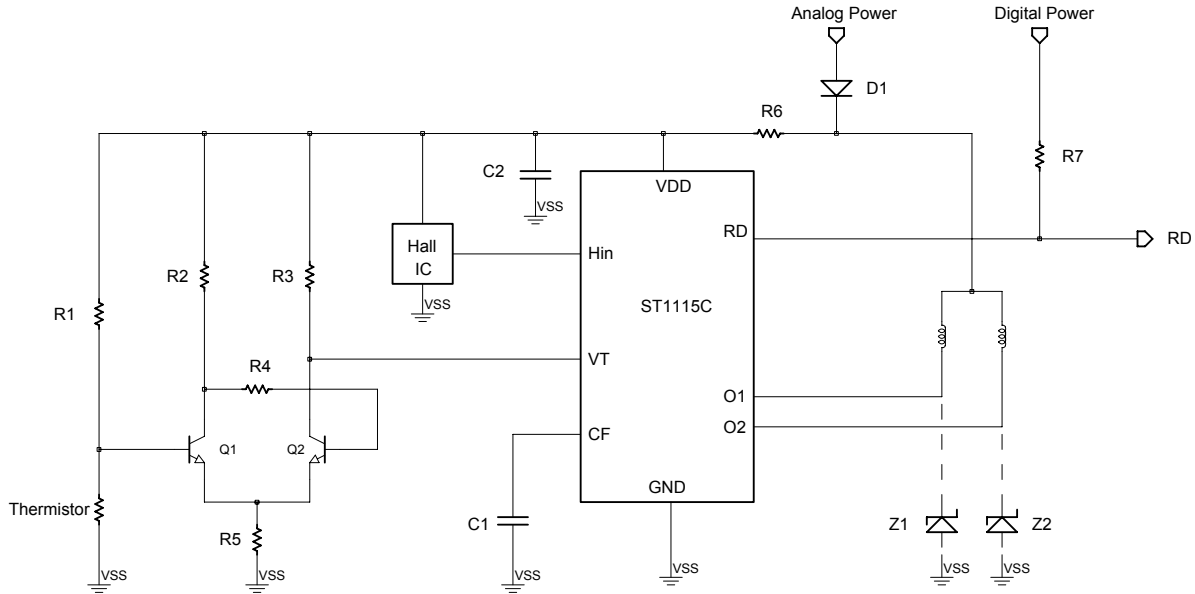 Analog Power
Digital Power
D1
R6
R7
C2
VSS
VDD
RD
RD
Hall
IC
Hin
VSS
R2
R3
ST1115C
R1
VT
R4
O1
O2
CF
Q1
Q2
GND
Thermistor
R5
C1
Z1
Z2
VSS
VSS
VSS
VSS
VSS
VSS